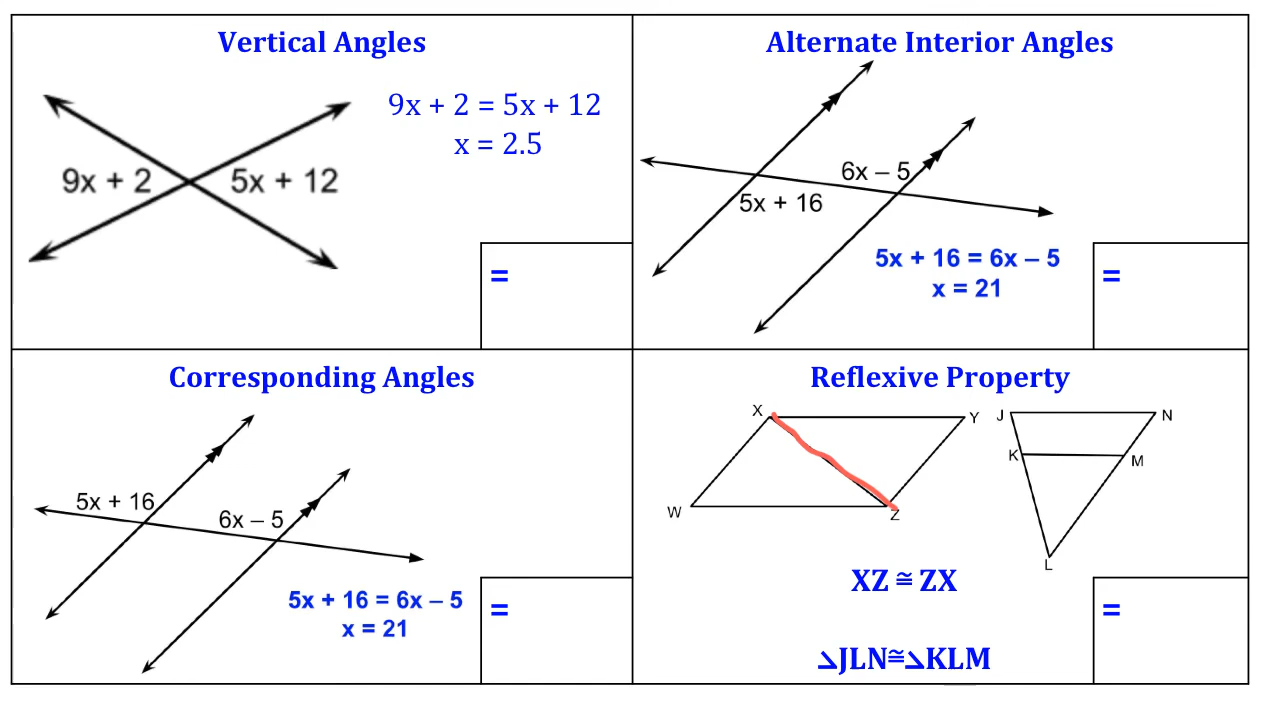 Vertical Angles
9x + 2 = 5x + 12
x = 2.5
9x + 2
5x + 12
=
Alternate Interior Angles
6x – 5
5x + 16
5x + 16 = 6x – 5
x = 21
=
Corresponding Angles
5x + 16
6x – 5
5x + 16 = 6x – 5
x = 21
=
Reflexive Property
X
Y
J
N
K
M
W
Z
L
XZ ≅ ZX
⦣JLN≅⦣KLM
=